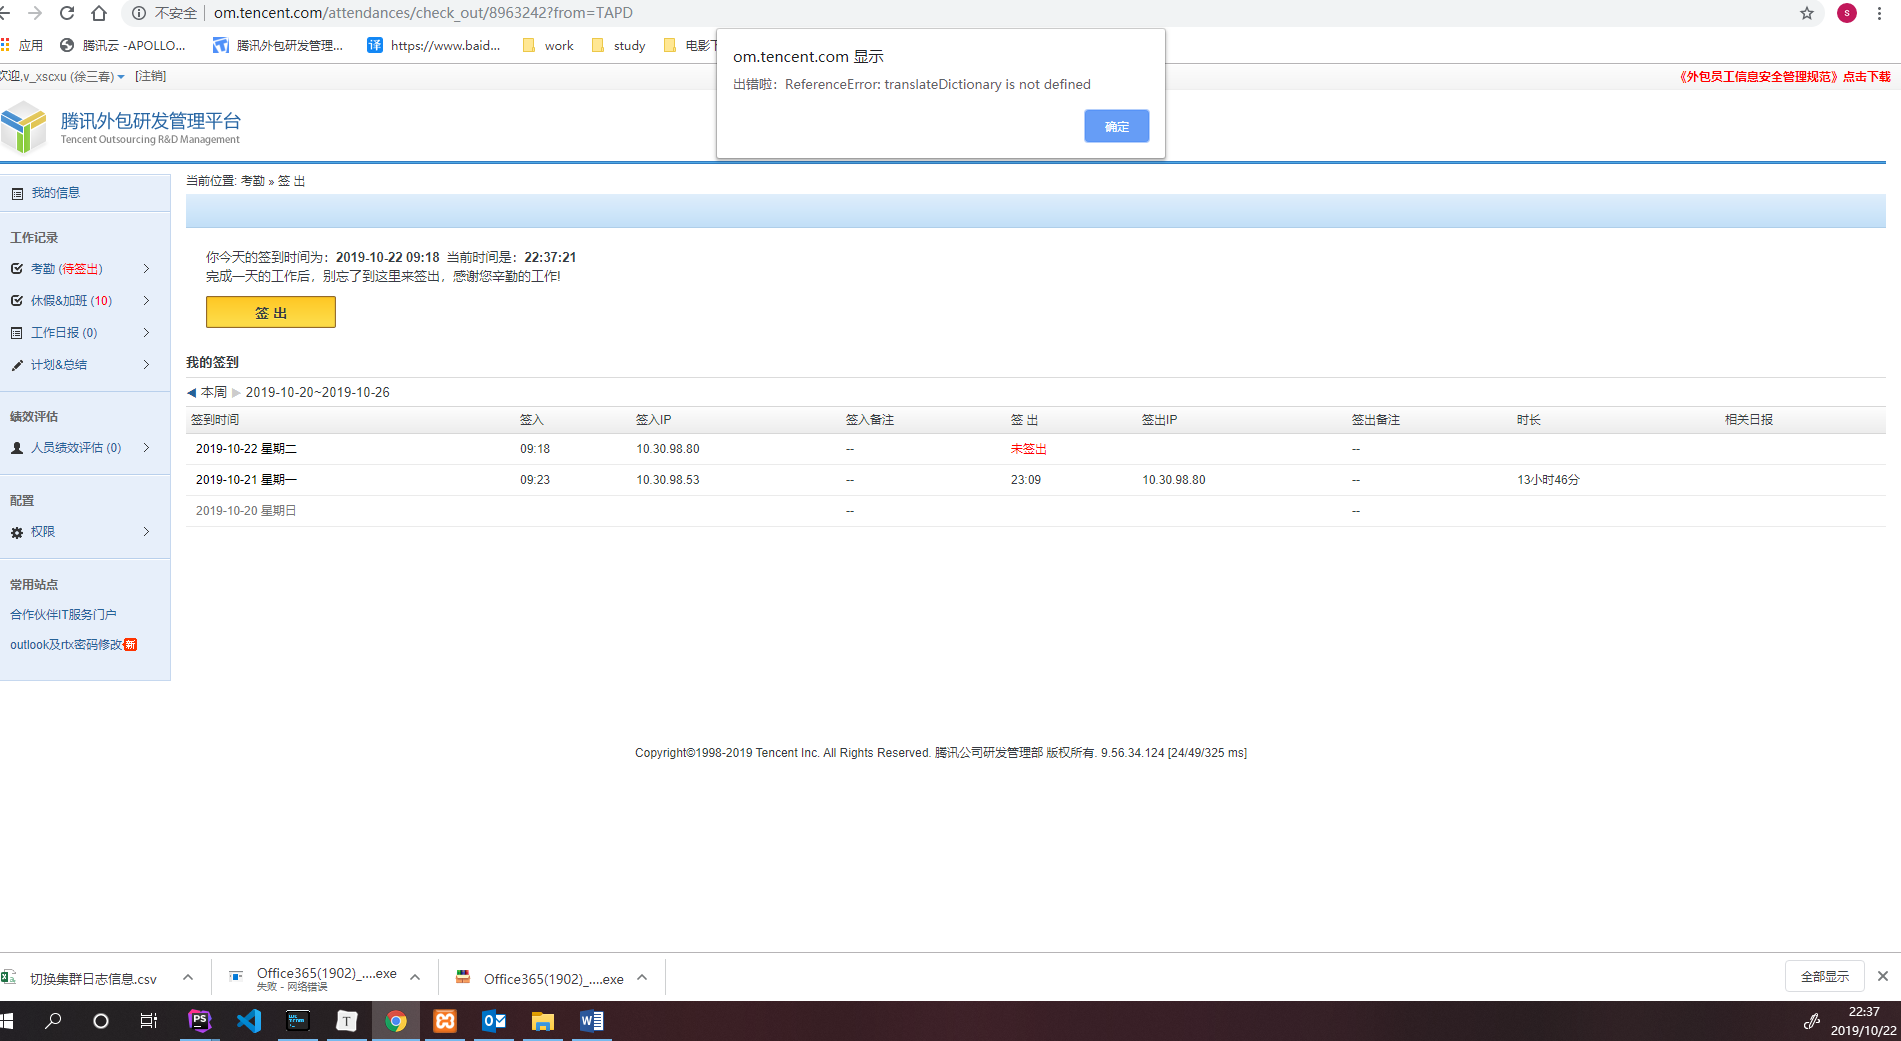 不安全 om.tencent.com/attendances/check_out/8963242?from=TAPD
s
应用 腾讯云 -APOLLO... 腾讯外包研发管理... 译 https://www.baid... work study 电影下
om.tencent.com 显示
出错啦：ReferenceError: translateDictionary is not defined
确定
欢迎,v_xscxu (徐三春) [注销]
《外包员工信息安全管理规范》点击下载
腾讯外包研发管理平台
Tencent Outsourcing R&D Management
我的信息
工作记录
考勤 (待签出)
休假&加班 (10)
工作日报 (0)
计划&总结
绩效评估
人员绩效评估 (0)
配置
权限
常用站点
合作伙伴IT服务门户
outlook及rtx密码修改 新
当前位置: 考勤 » 签 出
你今天的签到时间为：2019-10-22 09:18 当前时间是：22:37:21
完成一天的工作后，别忘了到这里来签出，感谢您辛勤的工作!
签 出
我的签到
本周 2019-10-20~2019-10-26
签到时间 签入 签入IP 签入备注 签 出 签出IP 签出备注 时长 相关日报
2019-10-22 星期二 09:18 10.30.98.80 -- 未签出 --
2019-10-21 星期一 09:23 10.30.98.53 -- 23:09 10.30.98.80 -- 13小时46分
2019-10-20 星期日 -- --
Copyright©1998-2019 Tencent Inc. All Rights Reserved. 腾讯公司研发管理部 版权所有. 9.56.34.124 [24/49/325 ms]
切换集群日志信息.csv
Office365(1902)_....exe
失败 - 网络错误
Office365(1902)_....exe
全部显示
PS
T
22:37
2019/10/22